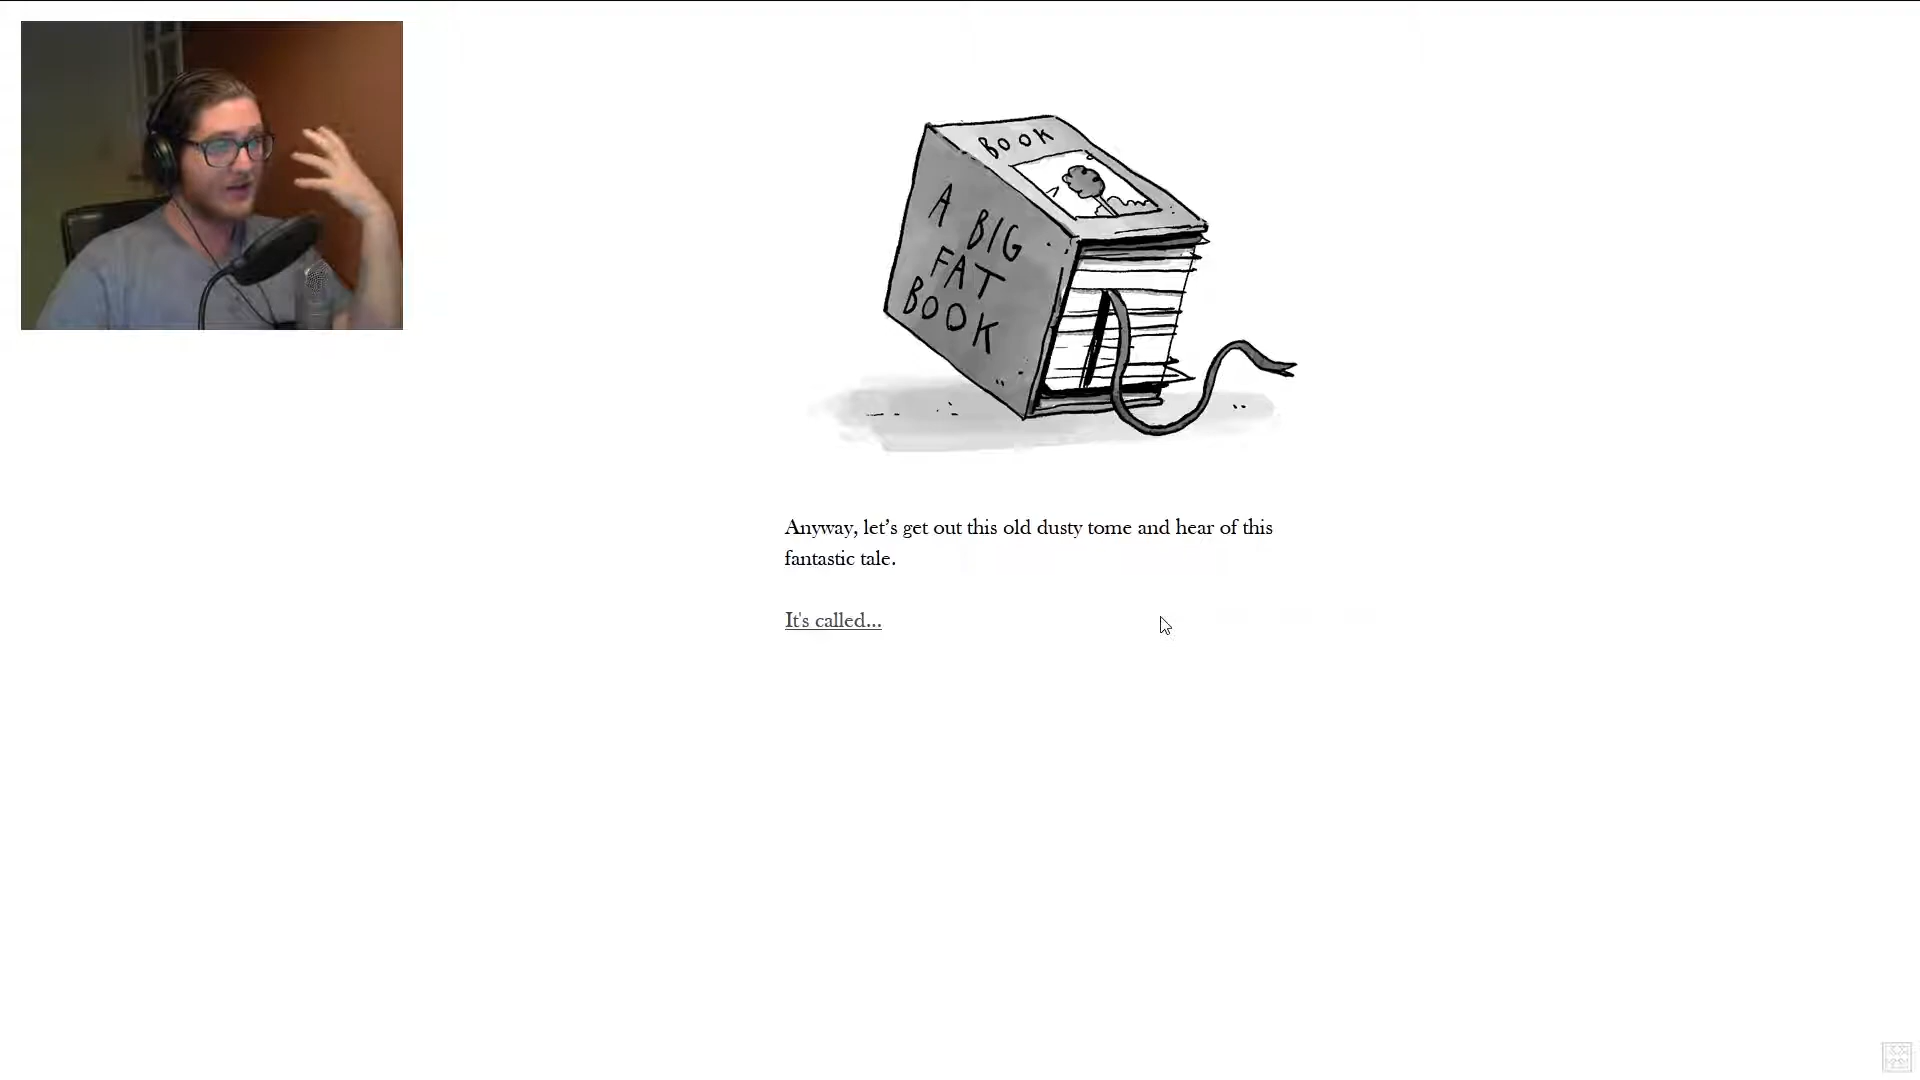 BOOK
A BIG
FAT
BOOK
Anyway, let’s get out this old dusty tome and hear of this
fantastic tale.
It's called...